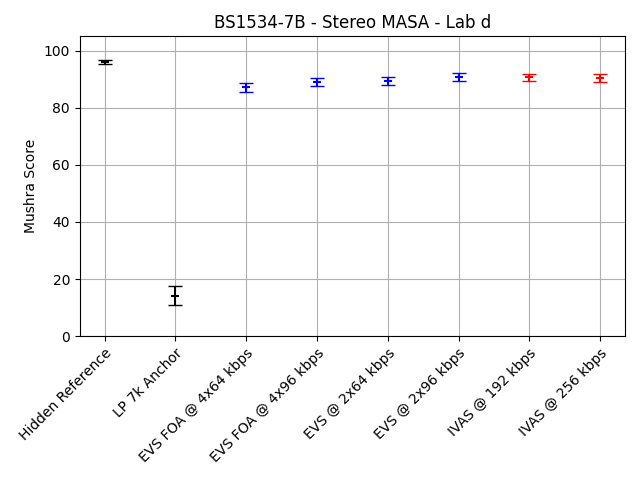 BS1534-7B - Stereo MASA - Lab d
Mushra Score
100
80
60
40
20
0
Hidden Reference
LP 7k Anchor
EVS FOA @ 4x64 kbps
EVS FOA @ 4x96 kbps
EVS @ 2x64 kbps
EVS @ 2x96 kbps
IVAS @ 192 kbps
IVAS @ 256 kbps